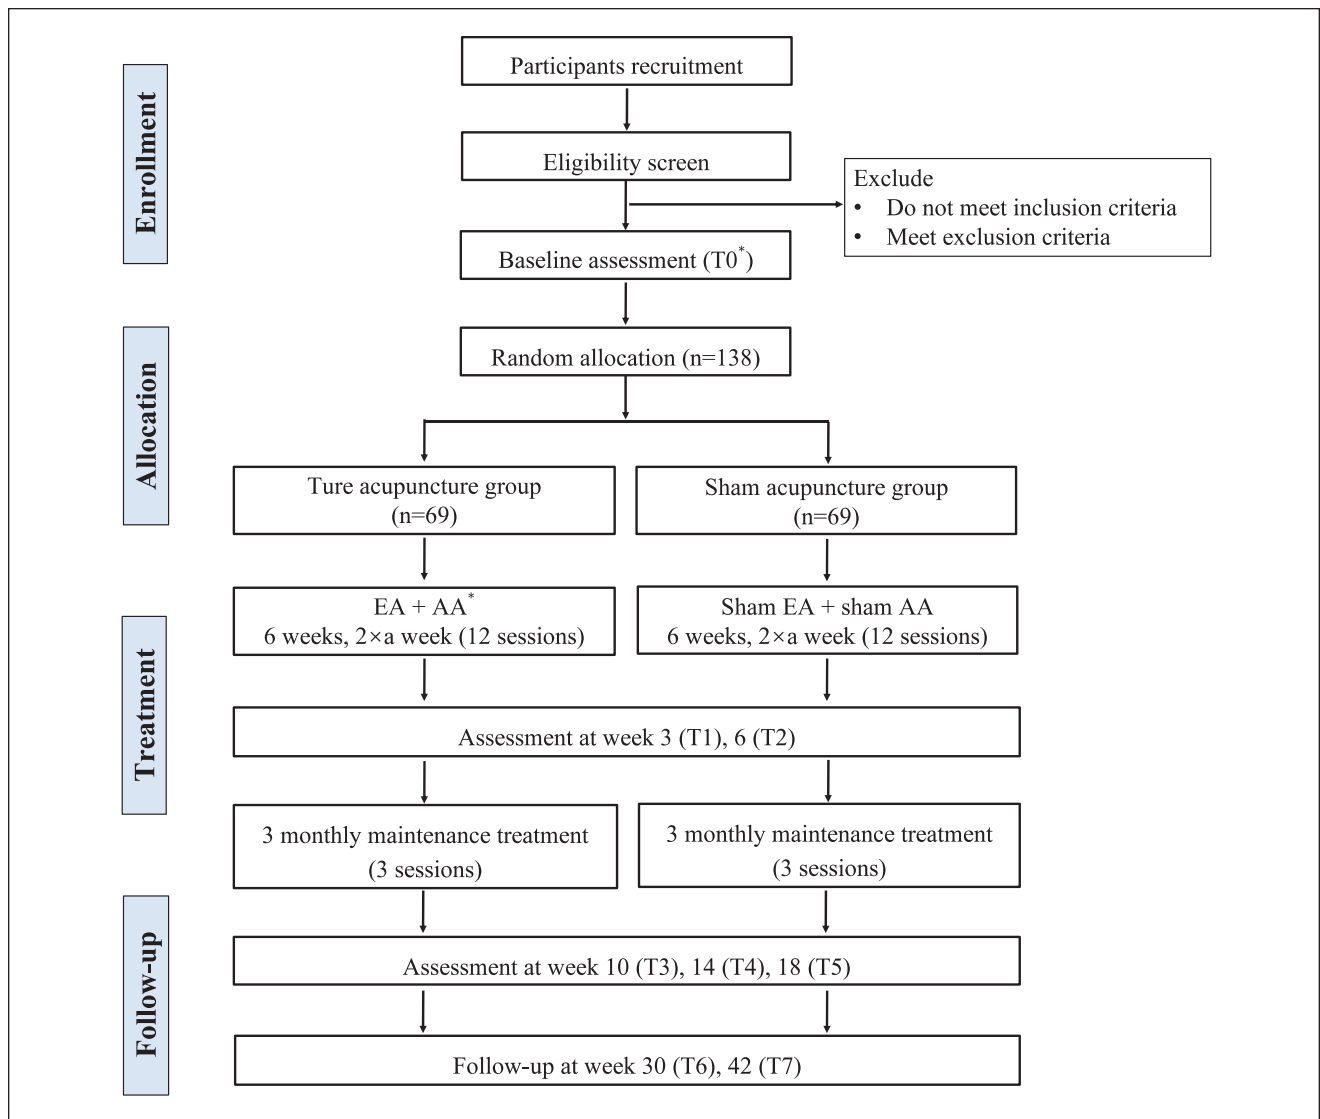 Enrollment
Participants recruitment
Eligibility screen
Exclude
• Do not meet inclusion criteria
• Meet exclusion criteria
Baseline assessment (T0*)
Allocation
Random allocation (n=138)
Ture acupuncture group
(n=69)
Sham acupuncture group
(n=69)
Treatment
EA + AA*
6 weeks, 2×a week (12 sessions)
Sham EA + sham AA
6 weeks, 2×a week (12 sessions)
Assessment at week 3 (T1), 6 (T2)
3 monthly maintenance treatment
(3 sessions)
3 monthly maintenance treatment
(3 sessions)
Follow-up
Assessment at week 10 (T3), 14 (T4), 18 (T5)
Follow-up at week 30 (T6), 42 (T7)